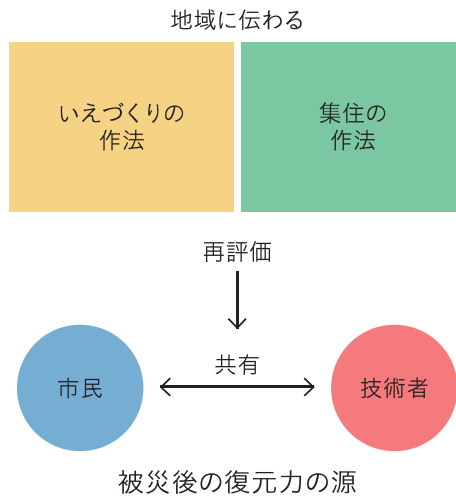 地域に伝わる
いえづくりの
作法
集住の
作法
再評価
共有
市民
技術者
被災後の復元力の源